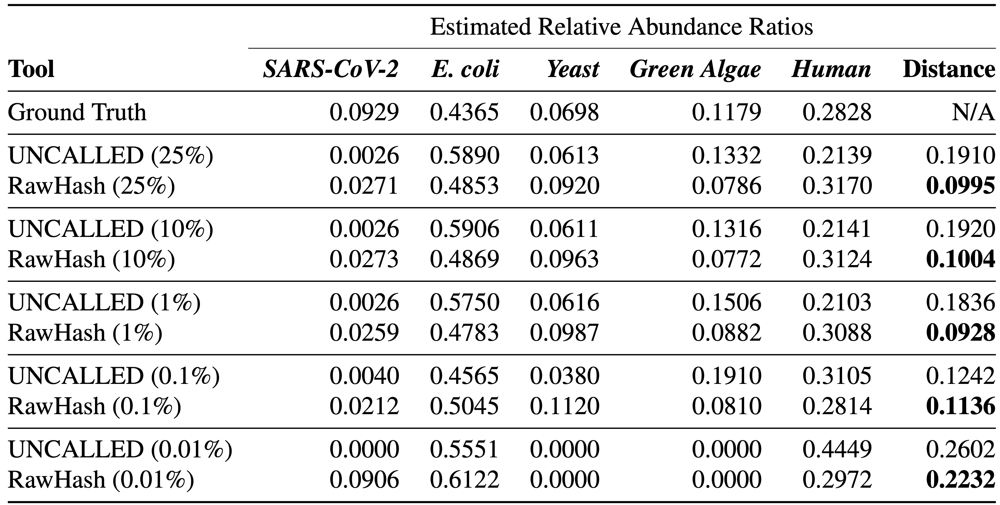 Estimated Relative Abundance Ratios
Tool SARS-CoV-2 E. coli Yeast Green Algae Human Distance
Ground Truth 0.0929 0.4365 0.0698 0.1179 0.2828 N/A
UNCALLED (25%) 0.0026 0.5890 0.0613 0.1332 0.2139 0.1910
RawHash (25%) 0.0271 0.4853 0.0920 0.0786 0.3170 0.0995
UNCALLED (10%) 0.0026 0.5906 0.0611 0.1316 0.2141 0.1920
RawHash (10%) 0.0273 0.4869 0.0963 0.0772 0.3124 0.1004
UNCALLED (1%) 0.0026 0.5750 0.0616 0.1506 0.2103 0.1836
RawHash (1%) 0.0259 0.4783 0.0987 0.0882 0.3088 0.0928
UNCALLED (0.1%) 0.0040 0.4565 0.0380 0.1910 0.3105 0.1242
RawHash (0.1%) 0.0212 0.5045 0.1120 0.0810 0.2814 0.1136
UNCALLED (0.01%) 0.0000 0.5551 0.0000 0.0000 0.4449 0.2602
RawHash (0.01%) 0.0906 0.6122 0.0000 0.0000 0.2972 0.2232